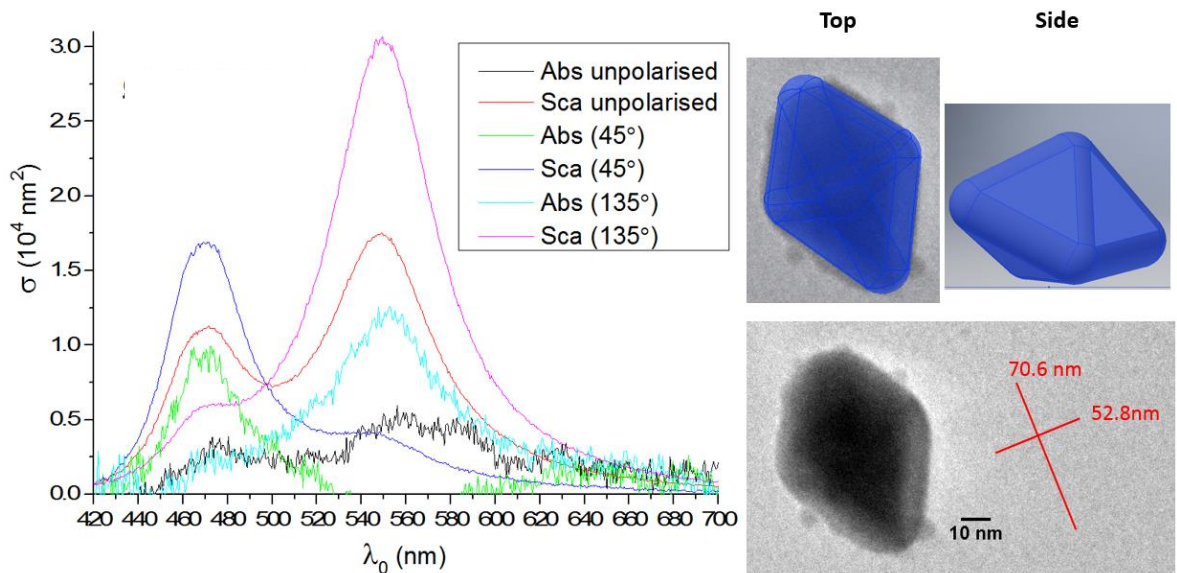 3.0
2.5
2.0
1.5
1.0
0.5
0.0
σ (10⁴ nm²)
420 440 460 480 500 520 540 560 580 600 620 640 660 680 700
λ₀ (nm)
Abs unpolarised
Sca unpolarised
Abs (45°)
Sca (45°)
Abs (135°)
Sca (135°)
Top
Side
70.6 nm
52.8nm
10 nm